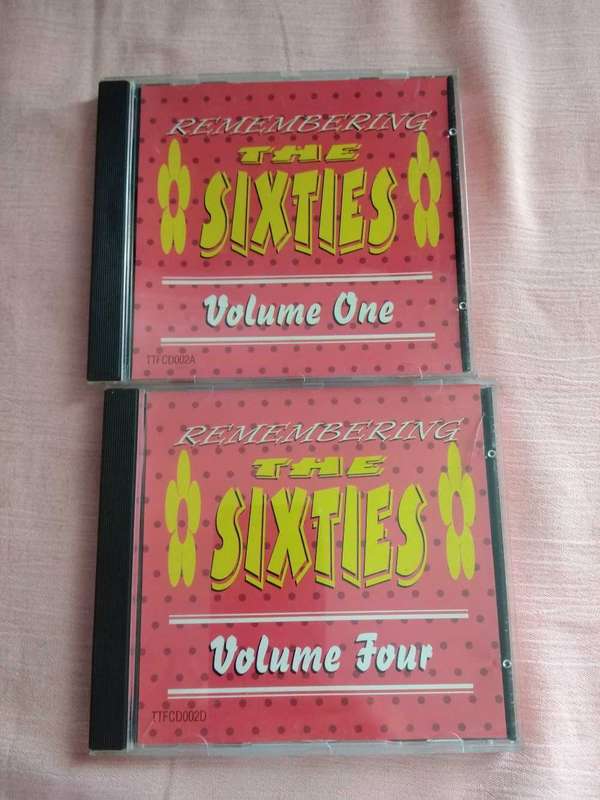 REMEMBERING
THE
SIXTIES
Volume One
TTFCD002A
REMEMBERING
THE
SIXTIES
Volume Four
TTFCD002D